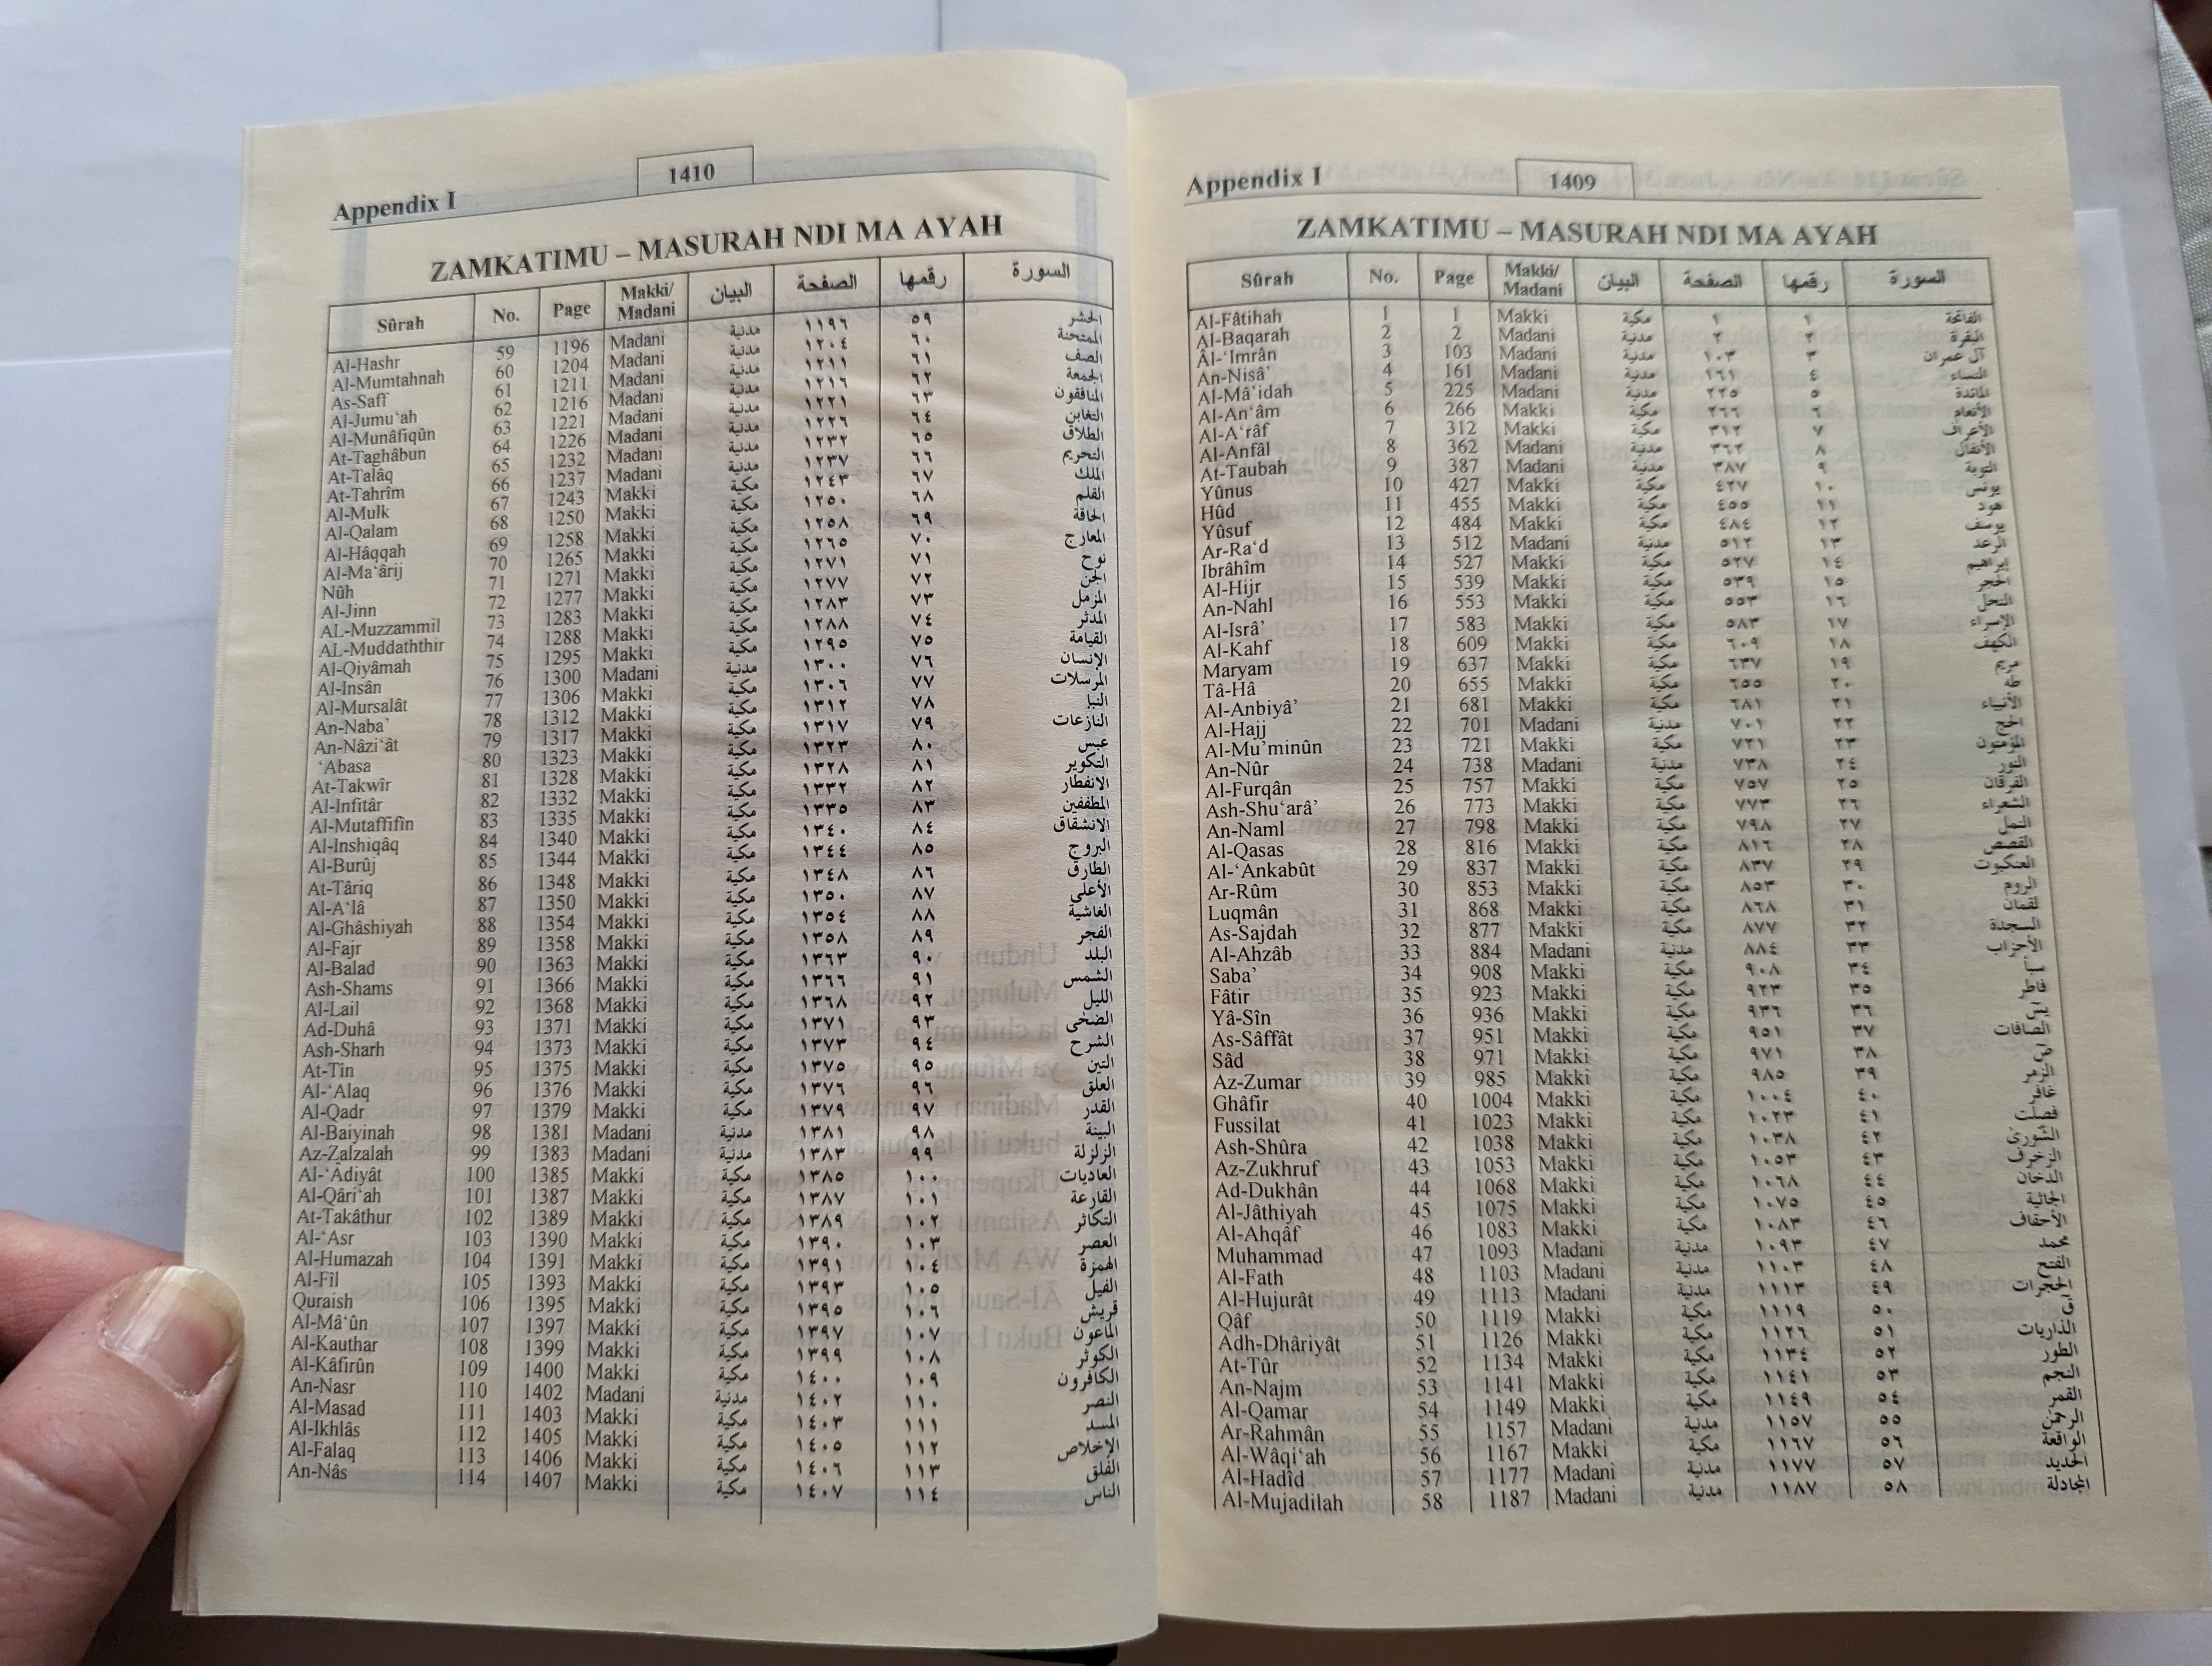 Appendix I 1409
ZAMKATIMU – MASURAH NDI MA AYAH
Sûrah No. Page Makki/ Madani البيان الصفحة رقمها السورة
Al-Fâtihah 1 1 Makki مكية ١ ١ الفاتحة
Al-Baqarah 2 2 Madani مدنية ٢ ٢ البقرة
Âl-‘Imrân 3 103 Madani مدنية ١٠٣ ٣ آل عمران
An-Nisâ’ 4 161 Madani مدنية ١٦١ ٤ النساء
Al-Mâ’idah 5 225 Madani مدنية ٢٢٥ ٥ المائدة
Al-An‘âm 6 266 Makki مكية ٢٦٦ ٦ الأنعام
Al-A‘râf 7 312 Makki مكية ٣١٢ ٧ الأعراف
Al-Anfâl 8 362 Madani مدنية ٣٦٢ ٨ الأنفال
At-Taubah 9 387 Madani مدنية ٣٨٧ ٩ التوبة
Yûnus 10 427 Makki مكية ٤٢٧ ١٠ يونس
Hûd 11 455 Makki مكية ٤٥٥ ١١ هود
Yûsuf 12 484 Makki مكية ٤٨٤ ١٢ يوسف
Ar-Ra‘d 13 512 Madani مدنية ٥١٢ ١٣ الرعد
Ibrâhîm 14 527 Makki مكية ٥٢٧ ١٤ إبراهيم
Al-Hijr 15 539 Makki مكية ٥٣٩ ١٥ الحجر
An-Nahl 16 553 Makki مكية ٥٥٣ ١٦ النحل
Al-Isrâ’ 17 583 Makki مكية ٥٨٣ ١٧ الإسراء
Al-Kahf 18 609 Makki مكية ٦٠٩ ١٨ الكهف
Maryam 19 637 Makki مكية ٦٣٧ ١٩ مريم
Tâ-Hâ 20 655 Makki مكية ٦٥٥ ٢٠ طه
Al-Anbiyâ’ 21 681 Makki مكية ٦٨١ ٢١ الأنبياء
Al-Hajj 22 701 Madani مدنية ٧٠١ ٢٢ الحج
Al-Mu’minûn 23 721 Makki مكية ٧٢١ ٢٣ المؤمنون
An-Nûr 24 738 Madani مدنية ٧٣٨ ٢٤ النور
Al-Furqân 25 757 Makki مكية ٧٥٧ ٢٥ الفرقان
Ash-Shu‘arâ’ 26 773 Makki مكية ٧٧٣ ٢٦ الشعراء
An-Naml 27 798 Makki مكية ٧٩٨ ٢٧ النمل
Al-Qasas 28 816 Makki مكية ٨١٦ ٢٨ القصص
Al-‘Ankabût 29 837 Makki مكية ٨٣٧ ٢٩ العنكبوت
Ar-Rûm 30 853 Makki مكية ٨٥٣ ٣٠ الروم
Luqmân 31 868 Makki مكية ٨٦٨ ٣١ لقمان
As-Sajdah 32 877 Makki مكية ٨٧٧ ٣٢ السجدة
Al-Ahzâb 33 884 Madani مدنية ٨٨٤ ٣٣ الأحزاب
Saba’ 34 908 Makki مكية ٩٠٨ ٣٤ سبأ
Fâtir 35 923 Makki مكية ٩٢٣ ٣٥ فاطر
Yâ-Sîn 36 936 Makki مكية ٩٣٦ ٣٦ يس
As-Sâffât 37 951 Makki مكية ٩٥١ ٣٧ الصافات
Sâd 38 971 Makki مكية ٩٧١ ٣٨ ص
Az-Zumar 39 985 Makki مكية ٩٨٥ ٣٩ الزمر
Ghâfir 40 1004 Makki مكية ١٠٠٤ ٤٠ غافر
Fussilat 41 1023 Makki مكية ١٠٢٣ ٤١ فصلت
Ash-Shûra 42 1038 Makki مكية ١٠٣٨ ٤٢ الشورى
Az-Zukhruf 43 1053 Makki مكية ١٠٥٣ ٤٣ الزخرف
Ad-Dukhân 44 1068 Makki مكية ١٠٦٨ ٤٤ الدخان
Al-Jâthiyah 45 1075 Makki مكية ١٠٧٥ ٤٥ الجاثية
Al-Ahqâf 46 1083 Makki مكية ١٠٨٣ ٤٦ الأحقاف
Muhammad 47 1093 Madani مدنية ١٠٩٣ ٤٧ محمد
Al-Fath 48 1103 Madani مدنية ١١٠٣ ٤٨ الفتح
Al-Hujurât 49 1113 Madani مدنية ١١١٣ ٤٩ الحجرات
Qâf 50 1119 Makki مكية ١١١٩ ٥٠ ق
Adh-Dhâriyât 51 1126 Makki مكية ١١٢٦ ٥١ الذاريات
At-Tûr 52 1134 Makki مكية ١١٣٤ ٥٢ الطور
An-Najm 53 1141 Makki مكية ١١٤١ ٥٣ النجم
Al-Qamar 54 1149 Makki مكية ١١٤٩ ٥٤ القمر
Ar-Rahmân 55 1157 Madani مدنية ١١٥٧ ٥٥ الرحمن
Al-Wâqi‘ah 56 1167 Makki مكية ١١٦٧ ٥٦ الواقعة
Al-Hadîd 57 1177 Madani مدنية ١١٧٧ ٥٧ الحديد
Al-Mujadilah 58 1187 Madani مدنية ١١٨٧ ٥٨ المجادلة
Appendix I 1410
ZAMKATIMU – MASURAH NDI MA AYAH
Sûrah No. Page Makki/ Madani البيان الصفحة رقمها السورة
Al-Hashr 59 1196 Madani مدنية ١١٩٦ ٥٩ الحشر
Al-Mumtahnah 60 1204 Madani مدنية ١٢٠٤ ٦٠ الممتحنة
As-Saff 61 1211 Madani مدنية ١٢١١ ٦١ الصف
Al-Jumu‘ah 62 1216 Madani مدنية ١٢١٦ ٦٢ الجمعة
Al-Munâfiqûn 63 1221 Madani مدنية ١٢٢١ ٦٣ المنافقون
At-Taghâbun 64 1226 Madani مدنية ١٢٢٦ ٦٤ التغابن
At-Talâq 65 1232 Madani مدنية ١٢٣٢ ٦٥ الطلاق
At-Tahrîm 66 1237 Madani مدنية ١٢٣٧ ٦٦ التحريم
Al-Mulk 67 1243 Makki مكية ١٢٤٣ ٦٧ الملك
Al-Qalam 68 1250 Makki مكية ١٢٥٠ ٦٨ القلم
Al-Hâqqah 69 1258 Makki مكية ١٢٥٨ ٦٩ الحاقة
Al-Ma‘ârij 70 1265 Makki مكية ١٢٦٥ ٧٠ المعارج
Nûh 71 1271 Makki مكية ١٢٧١ ٧١ نوح
Al-Jinn 72 1277 Makki مكية ١٢٧٧ ٧٢ الجن
AL-Muzzammil 73 1283 Makki مكية ١٢٨٣ ٧٣ المزمل
AL-Muddaththir 74 1288 Makki مكية ١٢٨٨ ٧٤ المدثر
Al-Qiyâmah 75 1295 Makki مكية ١٢٩٥ ٧٥ القيامة
Al-Insân 76 1300 Madani مدنية ١٣٠٠ ٧٦ الإنسان
Al-Mursalât 77 1306 Makki مكية ١٣٠٦ ٧٧ المرسلات
An-Naba’ 78 1312 Makki مكية ١٣١٢ ٧٨ النبإ
An-Nâzi‘ât 79 1317 Makki مكية ١٣١٧ ٧٩ النازعات
‘Abasa 80 1323 Makki مكية ١٣٢٣ ٨٠ عبس
At-Takwîr 81 1328 Makki مكية ١٣٢٨ ٨١ التكوير
Al-Infitâr 82 1332 Makki مكية ١٣٣٢ ٨٢ الانفطار
Al-Mutaffifîn 83 1335 Makki مكية ١٣٣٥ ٨٣ المطففين
Al-Inshiqâq 84 1340 Makki مكية ١٣٤٠ ٨٤ الانشقاق
Al-Burûj 85 1344 Makki مكية ١٣٤٤ ٨٥ البروج
At-Târiq 86 1348 Makki مكية ١٣٤٨ ٨٦ الطارق
Al-A‘lâ 87 1350 Makki مكية ١٣٥٠ ٨٧ الأعلى
Al-Ghâshiyah 88 1354 Makki مكية ١٣٥٤ ٨٨ الغاشية
Al-Fajr 89 1358 Makki مكية ١٣٥٨ ٨٩ الفجر
Al-Balad 90 1363 Makki مكية ١٣٦٣ ٩٠ البلد
Ash-Shams 91 1366 Makki مكية ١٣٦٦ ٩١ الشمس
Al-Lail 92 1368 Makki مكية ١٣٦٨ ٩٢ الليل
Ad-Duhâ 93 1371 Makki مكية ١٣٧١ ٩٣ الضحى
Ash-Sharh 94 1373 Makki مكية ١٣٧٣ ٩٤ الشرح
At-Tin 95 1375 Makki مكية ١٣٧٥ ٩٥ التين
Al-‘Alaq 96 1376 Makki مكية ١٣٧٦ ٩٦ العلق
Al-Qadr 97 1379 Makki مكية ١٣٧٩ ٩٧ القدر
Al-Baiyinah 98 1381 Madani مدنية ١٣٨١ ٩٨ البينة
Az-Zalzalah 99 1383 Madani مدنية ١٣٨٣ ٩٩ الزلزلة
Al-‘Âdiyât 100 1385 Makki مكية ١٣٨٥ ١٠٠ العاديات
Al-Qâri‘ah 101 1387 Makki مكية ١٣٨٧ ١٠١ القارعة
At-Takâthur 102 1389 Makki مكية ١٣٨٩ ١٠٢ التكاثر
Al-‘Asr 103 1390 Makki مكية ١٣٩٠ ١٠٣ العصر
Al-Humazah 104 1391 Makki مكية ١٣٩١ ١٠٤ الهمزة
Al-Fîl 105 1393 Makki مكية ١٣٩٣ ١٠٥ الفيل
Quraish 106 1395 Makki مكية ١٣٩٥ ١٠٦ قريش
Al-Mâ‘ûn 107 1397 Makki مكية ١٣٩٧ ١٠٧ الماعون
Al-Kauthar 108 1399 Makki مكية ١٣٩٩ ١٠٨ الكوثر
Al-Kâfirûn 109 1400 Makki مكية ١٤٠٠ ١٠٩ الكافرون
An-Nasr 110 1402 Madani مدنية ١٤٠٢ ١١٠ النصر
Al-Masad 111 1403 Makki مكية ١٤٠٣ ١١١ المسد
Al-Ikhlâs 112 1405 Makki مكية ١٤٠٥ ١١٢ الإخلاص
Al-Falaq 113 1406 Makki مكية ١٤٠٦ ١١٣ الفلق
An-Nâs 114 1407 Makki مكية ١٤٠٧ ١١٤ الناس